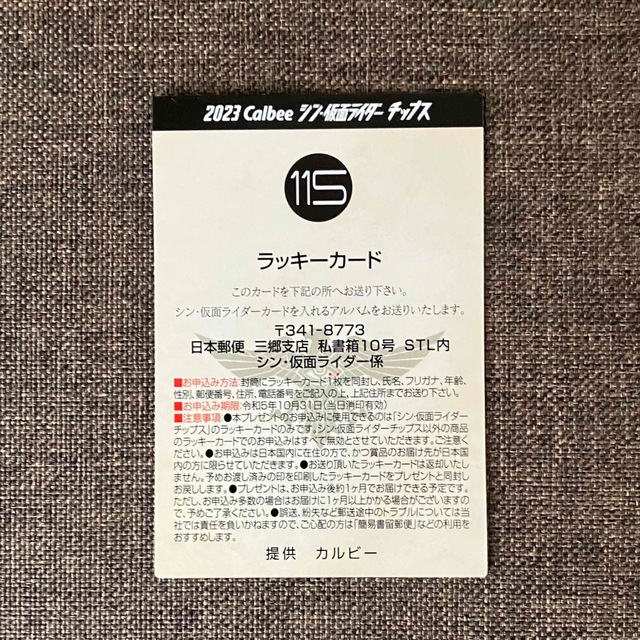 2023 Calbee シン・仮面ライダー チップス
115
ラッキーカード
このカードを下記の所へお送り下さい。
シン・仮面ライダーカードを入れるアルバムをお送りいたします。
〒341-8773
日本郵便 三郷支店 私書箱10号 STL内
シン・仮面ライダー係
■お申込み方法:封筒にラッキーカード1枚を同封し、氏名、フリガナ、年齢、
性別、郵便番号、住所、電話番号をご記入の上、上記住所までお送り下さい。
■お申込み期限:令和5年10月31日(当日消印有効)
■注意事項:●本プレゼントのお申込みに使用できるのは「シン・仮面ライダー
チップス」のラッキーカードのみです。シン・仮面ライダーチップス以外の商品
のラッキーカードでのお申込みはすべて無効とさせていただきます。ご注意く
ださい。●お申込みは日本国内に在住の方で、かつ賞品のお届け先が日本国
内の方に限らせていただきます。●お送り頂いたラッキーカードは返却いたしま
せん。予めお渡し済みの印を印刷したラッキーカードをプレゼントと同封し
お戻しします。●プレゼントは、お申込み後約1ヶ月でお届けできる予定です。
ただし、お申込み多数の場合はお届けに1ヶ月以上かかる場合がございますの
で、予めご了承ください。●誤送、紛失など郵送途中のトラブルについては当
社では責任を負いかねますので、ご心配の方は「簡易書留郵便」などの利用を
おすすめします。
提供 カルビー